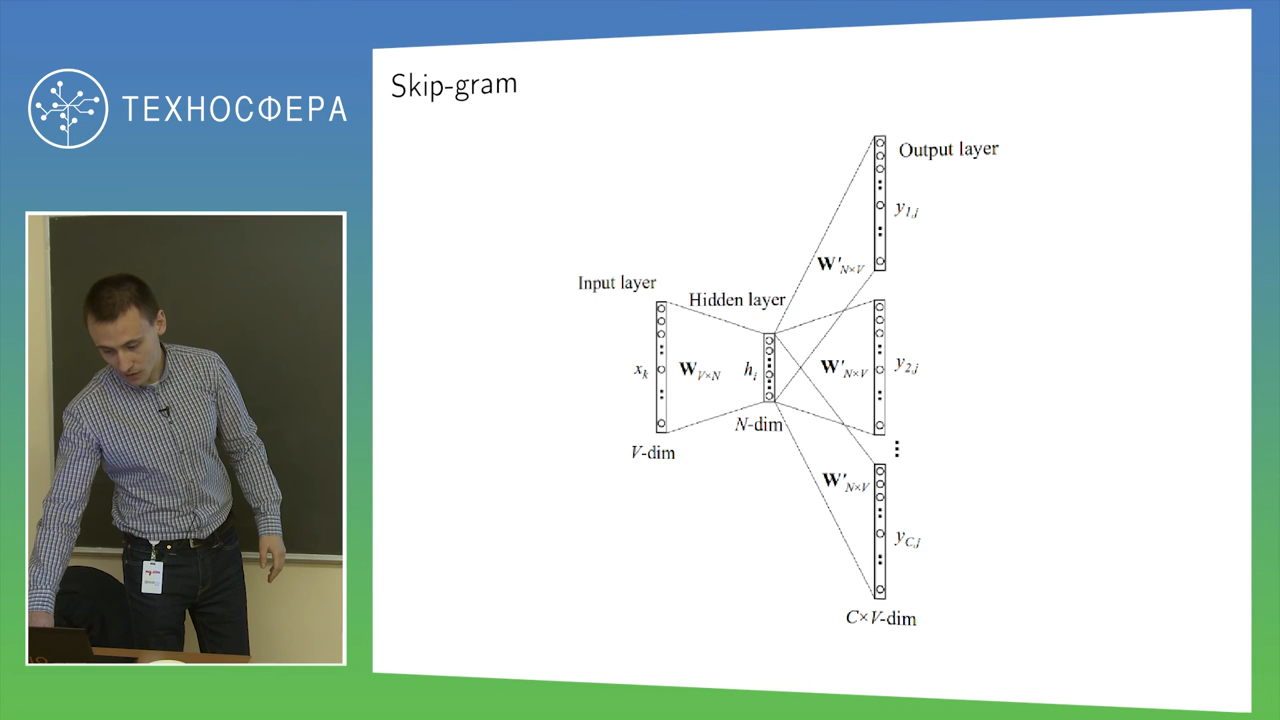 ТЕХНОСФЕРА
Skip-gram
Output layer
y1,j
W'N×V
Input layer
Hidden layer
xk
WV×N
hi
W'N×V
y2,j
N-dim
V-dim
W'N×V
yC,j
C×V-dim